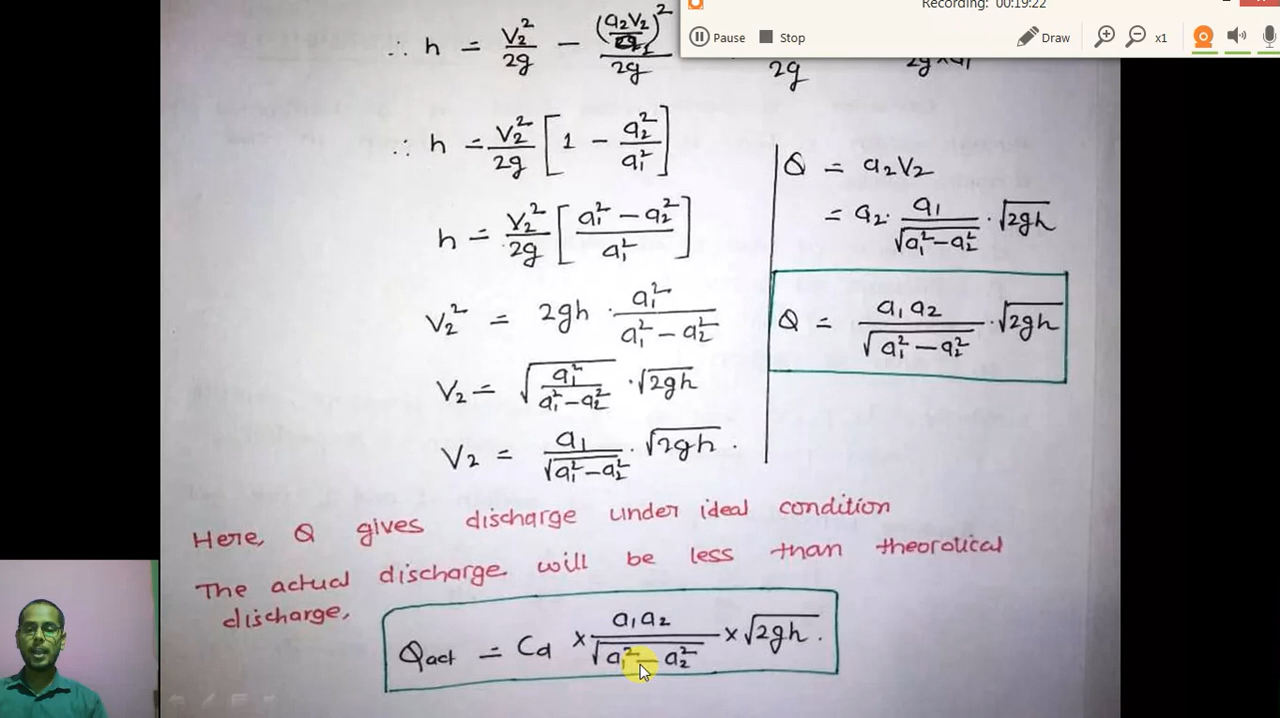 Recording: 00:19:22
Pause Stop Draw x1
∴ h = V₂²/2g − (a₂V₂)²/2g
2g
∴ h = V₂²/2g [1 − a₂²/a₁²]
h = V₂²/2g [(a₁² − a₂²)/a₁²]
V₂² = 2gh · a₁²/(a₁² − a₂²)
V₂ = √(a₁²/(a₁² − a₂²)) · √2gh
V₂ = a₁/√(a₁² − a₂²) · √2gh .
Q = a₂V₂
= a₂ · a₁/√(a₁² − a₂²) · √2gh
Q = a₁a₂/√(a₁² − a₂²) · √2gh
Here, Q gives discharge under ideal condition
The actual discharge will be less than theorotical
discharge,
Qact = Cd × a₁a₂/√(a₁² − a₂²) × √2gh .